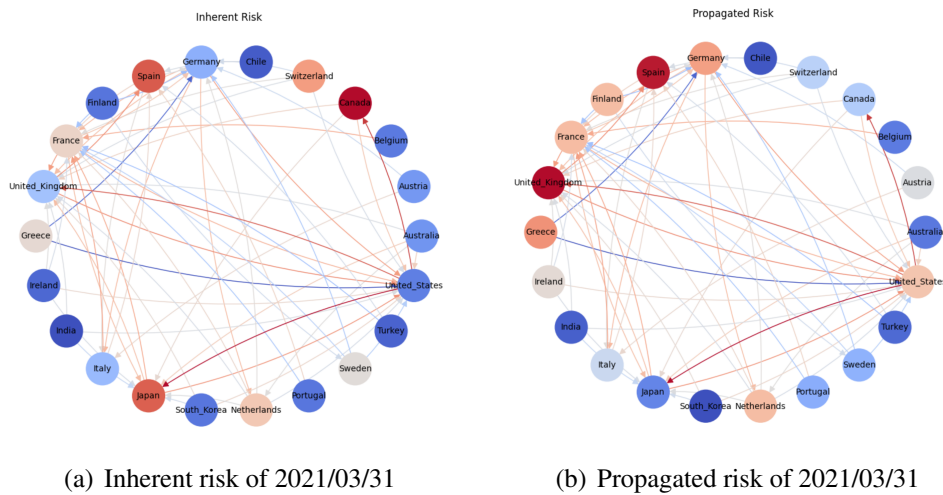 Inherent Risk
Germany
Chile
Spain
Switzerland
Finland
Canada
France
Belgium
United_Kingdom
Austria
Greece
Australia
Ireland
United_States
India
Turkey
Italy
Sweden
Japan
Portugal
South_Korea
Netherlands
(a) Inherent risk of 2021/03/31
Propagated Risk
Germany
Chile
Spain
Switzerland
Finland
Canada
France
Belgium
United_Kingdom
Austria
Greece
Australia
Ireland
United_States
India
Turkey
Italy
Sweden
Japan
Portugal
South_Korea
Netherlands
(b) Propagated risk of 2021/03/31